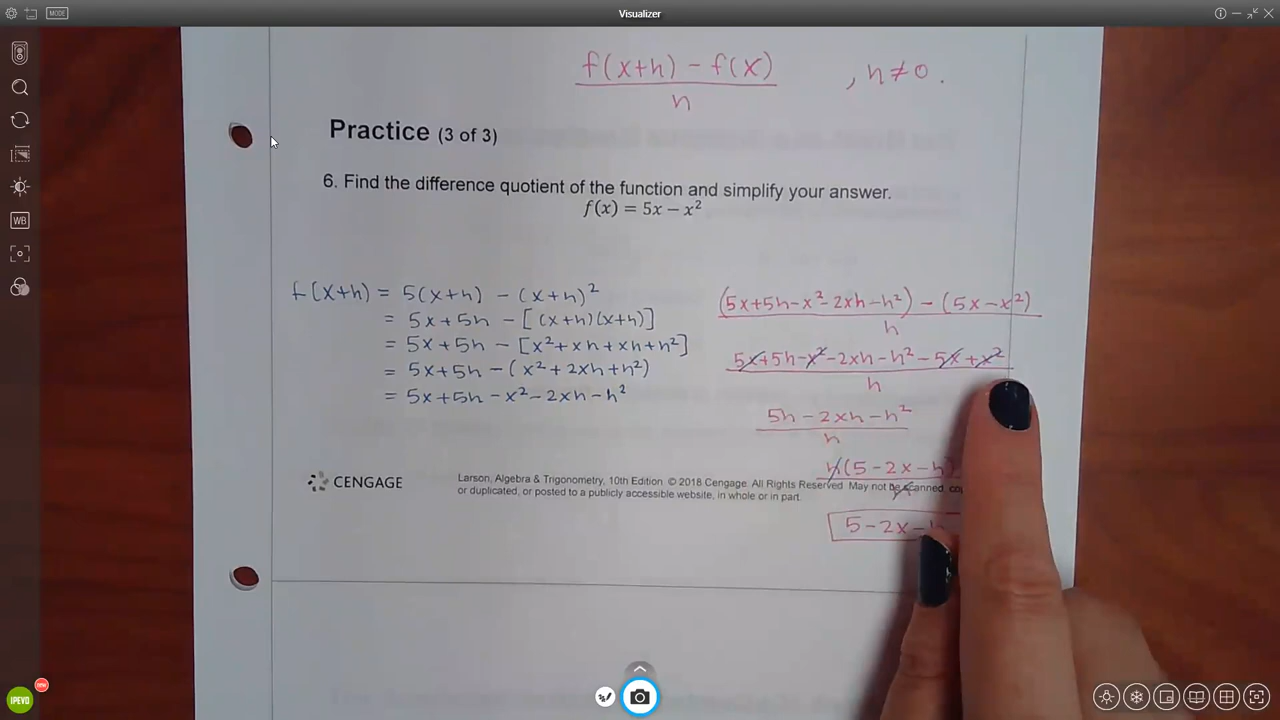 MODE
Visualizer
f(x+h) - f(x)
h
, h≠0.
Practice (3 of 3)
6. Find the difference quotient of the function and simplify your answer.
f(x) = 5x − x²
f(x+h) = 5(x+h) - (x+h)²
= 5x+5h - [(x+h)(x+h)]
= 5x+5h - [x²+xh+xh+h²]
= 5x+5h - (x²+2xh+h²)
= 5x+5h-x²-2xh-h²
(5x+5h-x²-2xh-h²) - (5x-x²)
h
5x+5h-x²-2xh-h²-5x+x²
h
5h-2xh-h²
h
h(5-2x-h)
h
5-2x-h
CENGAGE
Larson, Algebra & Trigonometry, 10th Edition. © 2018 Cengage. All Rights Reserved. May not be scanned, co
or duplicated, or posted to a publicly accessible website, in whole or in part.
WB
IPEVO